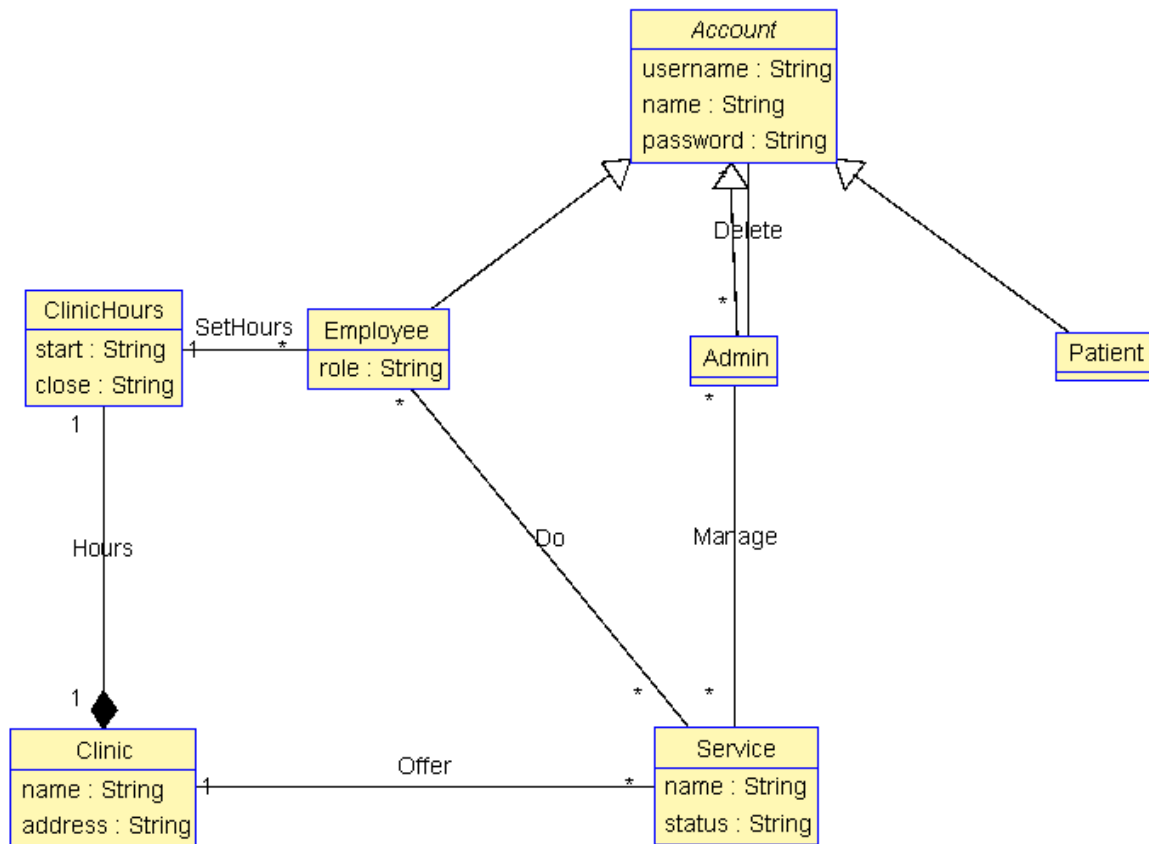 Account
username : String
name : String
password : String
*
Delete
*
ClinicHours
start : String
close : String
SetHours
1
*
Employee
role : String
Admin
Patient
1
*
*
Hours
Do
Manage
1
*
*
Clinic
name : String
address : String
Offer
1
*
Service
name : String
status : String